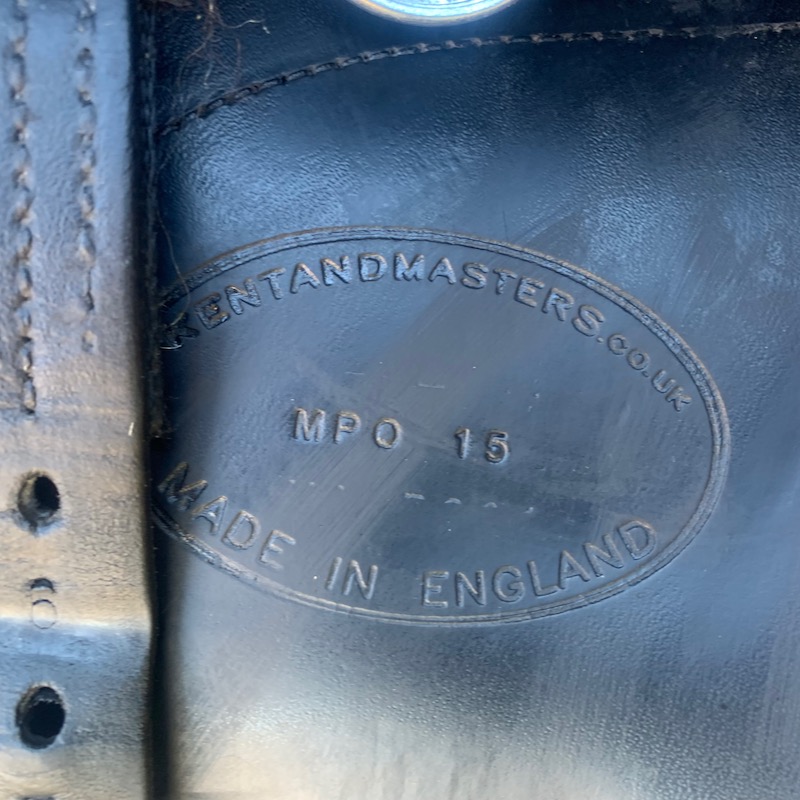 KENTANDMASTERS.CO.UK
MPO 15
MADE IN ENGLAND